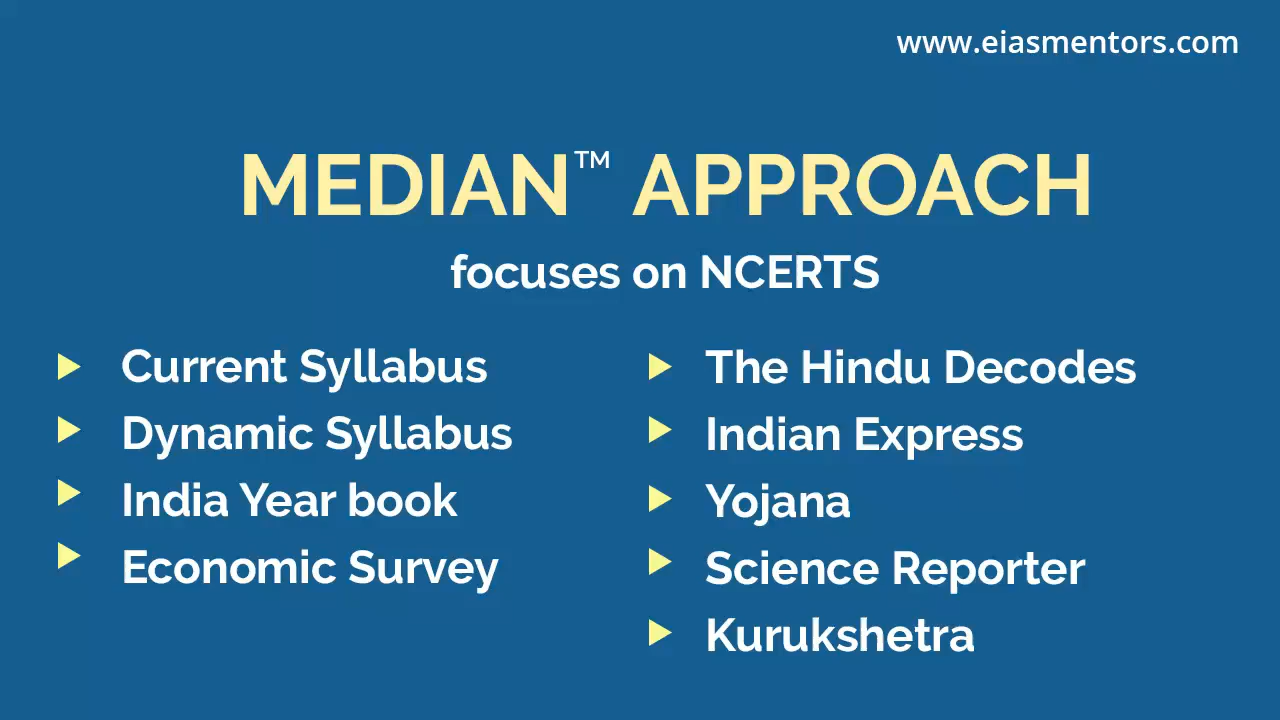 www.eiasmentors.com
MEDIAN™ APPROACH
focuses on NCERTS
Current Syllabus
Dynamic Syllabus
India Year book
Economic Survey
The Hindu Decodes
Indian Express
Yojana
Science Reporter
Kurukshetra